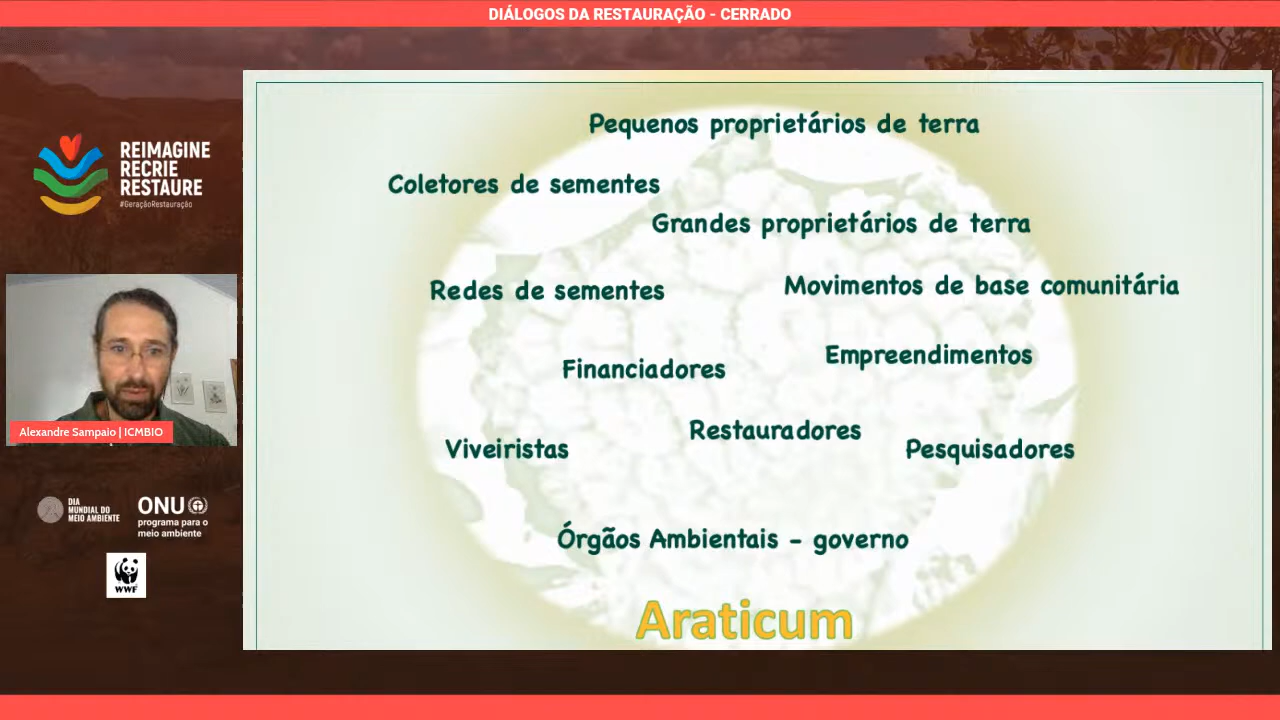 DIÁLOGOS DA RESTAURAÇÃO - CERRADO
REIMAGINE
RECRIE
RESTAURE
#GeraçãoRestauração
Alexandre Sampaio | ICMBIO
DIA
MUNDIAL DO
MEIO AMBIENTE
ONU
programa para o
meio ambiente
WWF
Pequenos proprietários de terra
Coletores de sementes
Grandes proprietários de terra
Redes de sementes
Movimentos de base comunitária
Financiadores
Empreendimentos
Viveiristas
Restauradores
Pesquisadores
Órgãos Ambientais - governo
Araticum